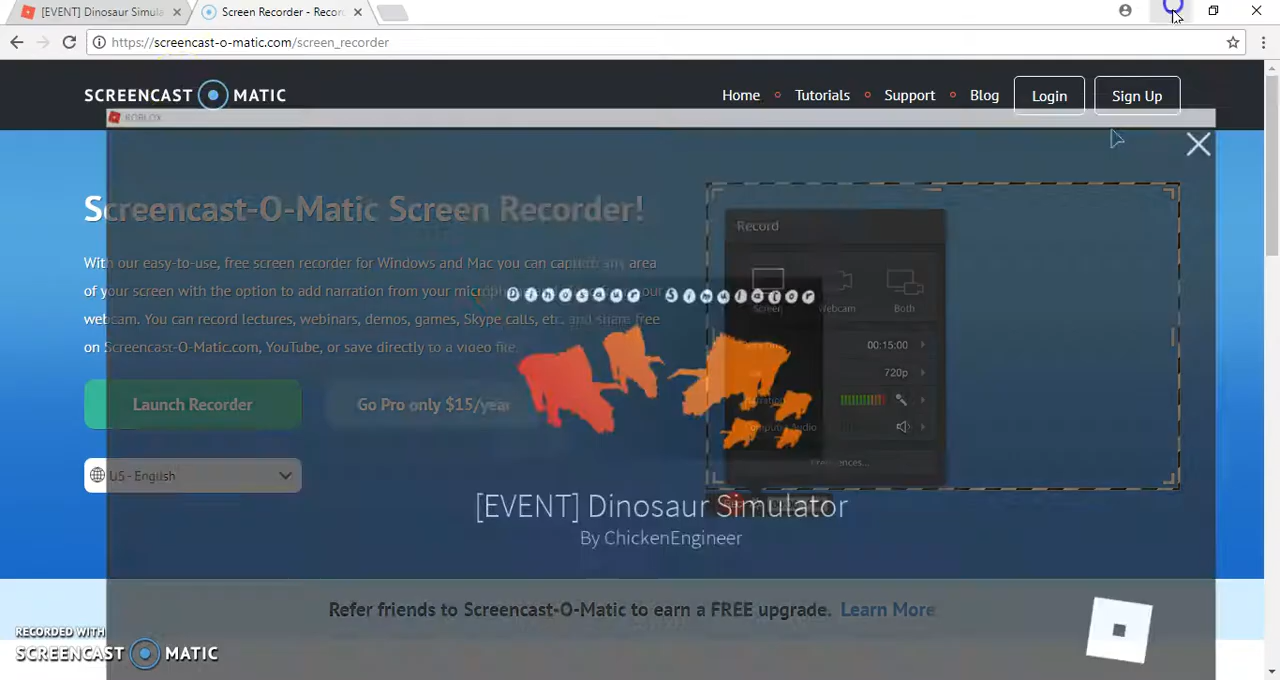 [EVENT] Dinosaur Simula
Screen Recorder - Recor
https://screencast-o-matic.com/screen_recorder
SCREENCAST MATIC
Home Tutorials Support Blog Login Sign Up
ROBLOX
Screencast-O-Matic Screen Recorder!
Record
With our easy-to-use, free screen recorder for Windows and Mac you can capture any area
of your screen with the option to add narration from your microphone
webcam. You can record lectures, webinars, demos, games, Skype calls, etc. and share free
on Screencast-O-Matic.com, YouTube, or save directly to a video file.
Dinosaur Simulator
Screen Webcam Both
00:15:00
720p
Narration
Computer Audio
Preferences...
Launch Recorder
Go Pro only $15/year
US - English
[EVENT] Dinosaur Simulator
By ChickenEngineer
Refer friends to Screencast-O-Matic to earn a FREE upgrade. Learn More
RECORDED WITH
SCREENCAST MATIC